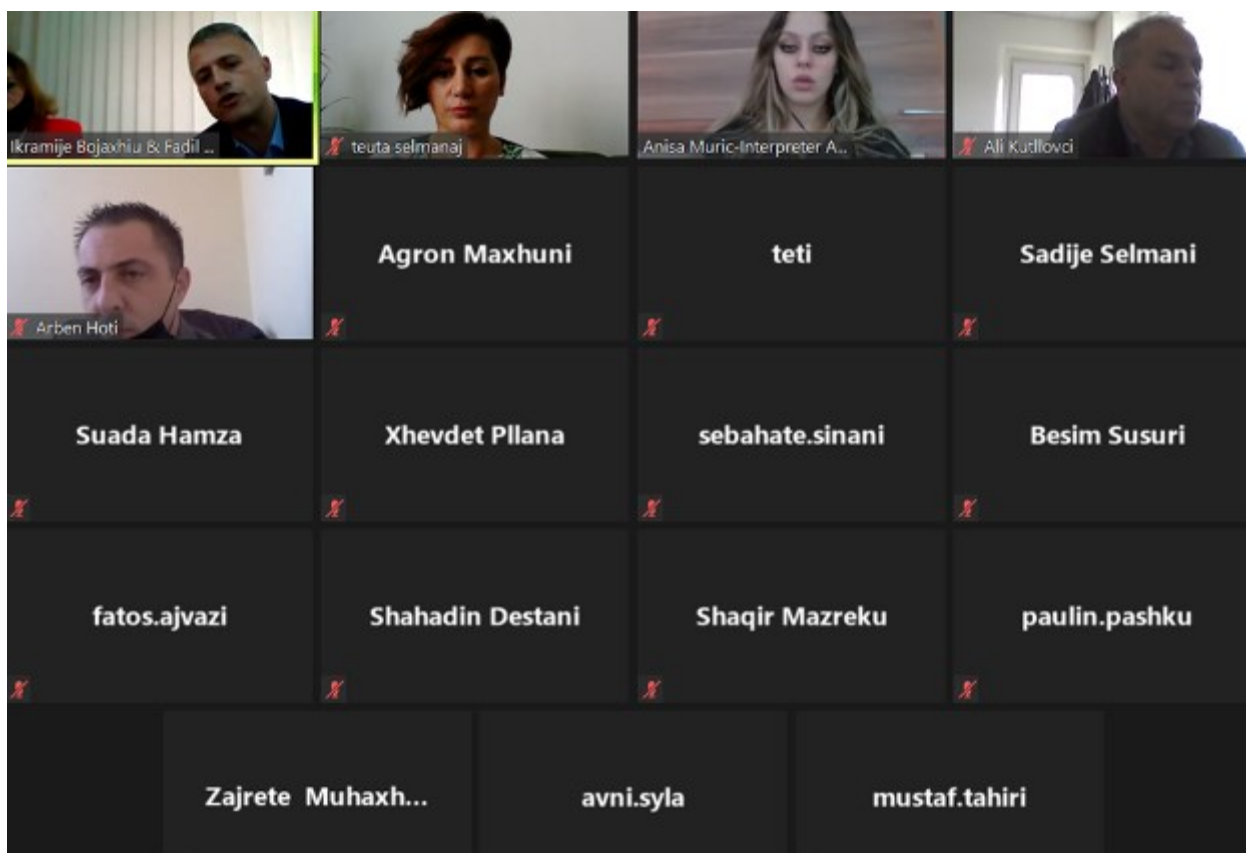 Ikramije Bojaxhiu & Fadil ...
teuta selmanaj
Anisa Muric-Interpreter A...
Ali Kutllovci
Arben Hoti
Agron Maxhuni
teti
Sadije Selmani
Suada Hamza
Xhevdet Pllana
sebahate.sinani
Besim Susuri
fatos.ajvazi
Shahadin Destani
Shaqir Mazreku
paulin.pashku
Zajrete Muhaxh...
avni.syla
mustaf.tahiri